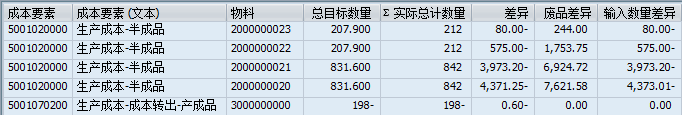 成本要素 成本要素 (文本) 物料 总目标数量 Σ 实际总计数量 差异 废品差异 输入数量差异
5001020000 生产成本-半成品 2000000023 207.900 212 80.00- 244.00 80.00-
5001020000 生产成本-半成品 2000000022 207.900 212 575.00- 1,753.75 575.00-
5001020000 生产成本-半成品 2000000021 831.600 842 3,973.20- 6,924.72 3,973.20-
5001020000 生产成本-半成品 2000000020 831.600 842 4,371.25- 7,621.58 4,373.01-
5001070200 生产成本-成本转出-产成品 3000000000 198- 198- 0.60- 0.00 0.00